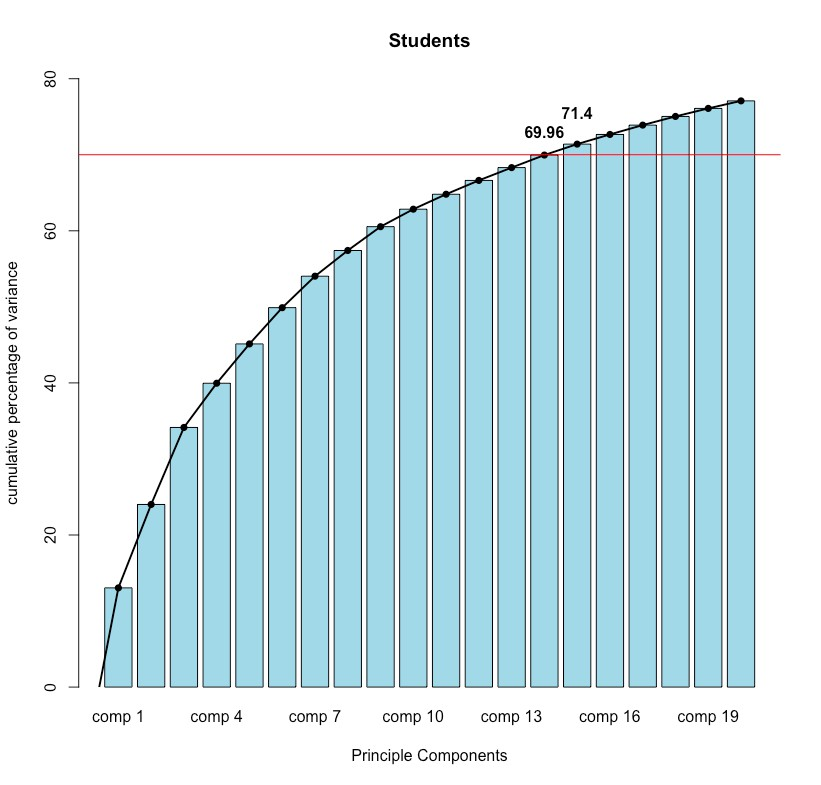 Students
80
60
40
20
0
cumulative percentage of variance
71.4
69.96
comp 1 comp 4 comp 7 comp 10 comp 13 comp 16 comp 19
Principle Components